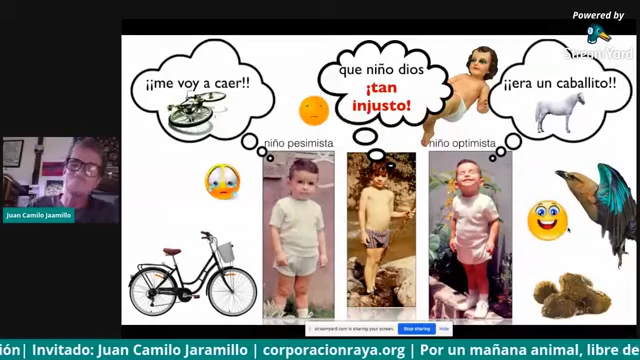 Powered by
StreamYard
¡¡me voy a caer!!
que niño dios
¡tan
injusto!
¡¡era un caballito!!
niño pesimista
niño optimista
Juan Camilo Jaamillo
streamyard.com is sharing your screen.
Stop sharing
Hide
ión| Invitado: Juan Camilo Jaramillo | corporacionraya.org | Por un mañana animal, libre de